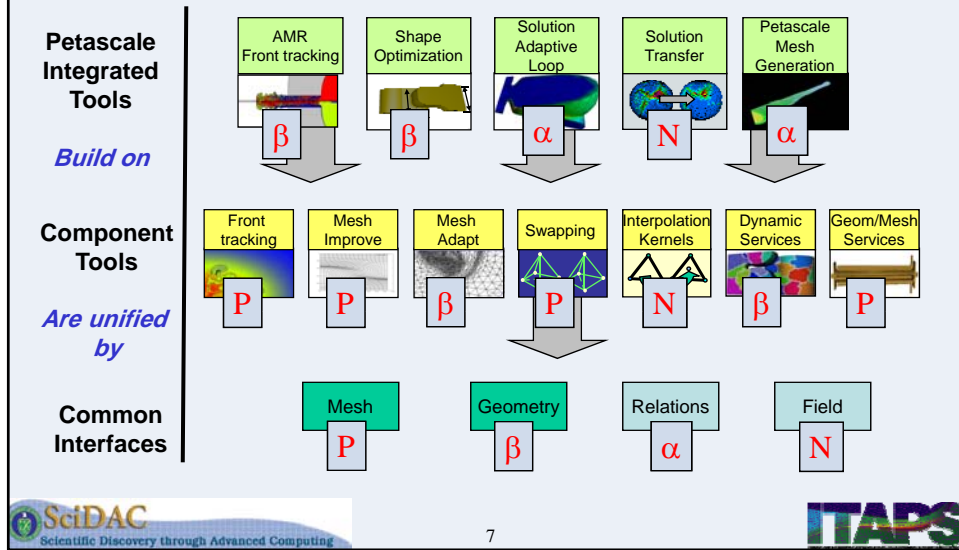 Petascale
Integrated
Tools
AMR
Front tracking
β
Shape
Optimization
β
Solution
Adaptive
Loop
α
Solution
Transfer
N
Petascale
Mesh
Generation
α
Build on
Component
Tools
Front
tracking
P
Mesh
Improve
P
Mesh
Adapt
β
Swapping
P
Interpolation
Kernels
N
Dynamic
Services
β
Geom/Mesh
Services
P
Are unified
by
Common
Interfaces
Mesh
P
Geometry
β
Relations
α
Field
N
SciDAC
Scientific Discovery through Advanced Computing
7
ITAPS